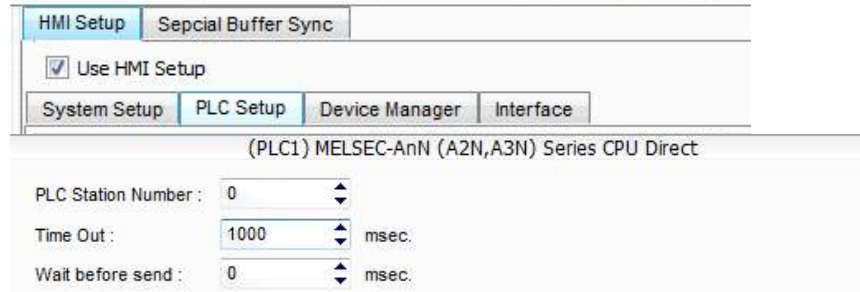 HMI Setup Sepcial Buffer Sync
Use HMI Setup
System Setup PLC Setup Device Manager Interface
(PLC1) MELSEC-AnN (A2N,A3N) Series CPU Direct
PLC Station Number : 0
Time Out : 1000 msec.
Wait before send : 0 msec.